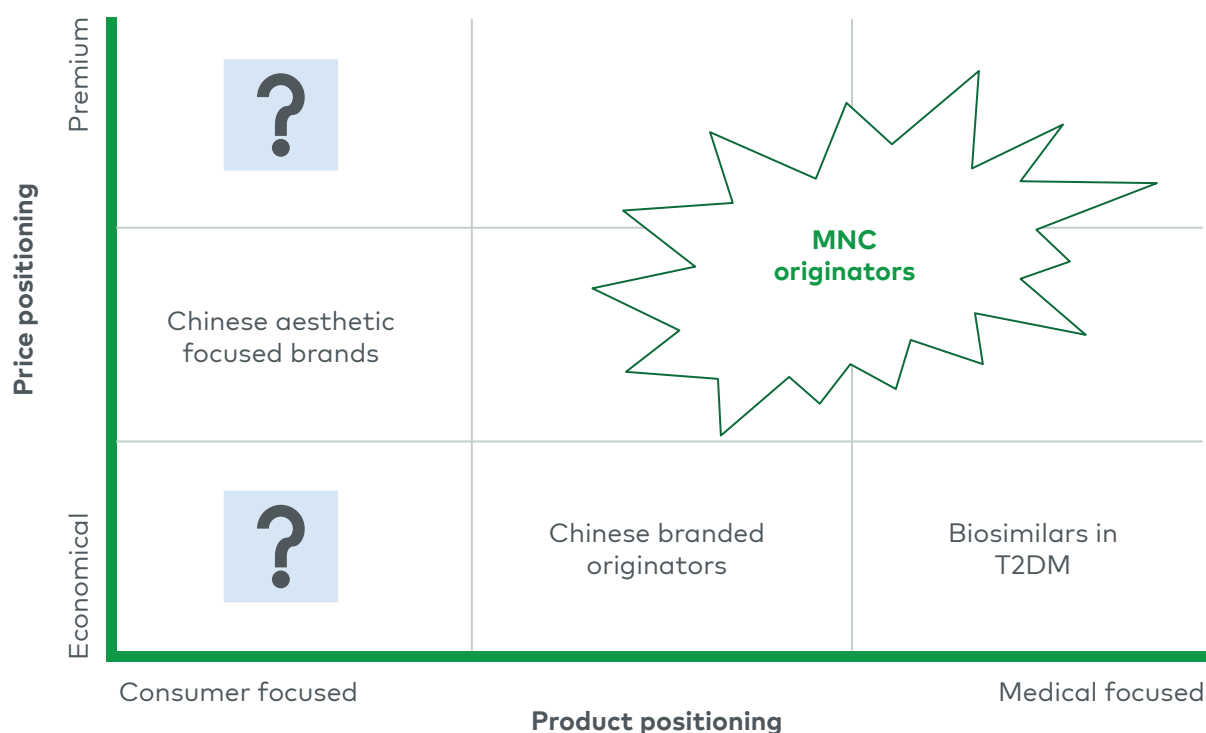 Price positioning
Premium
Economical
?
MNC
originators
Chinese aesthetic
focused brands
?
Chinese branded
originators
Biosimilars in
T2DM
Consumer focused
Medical focused
Product positioning